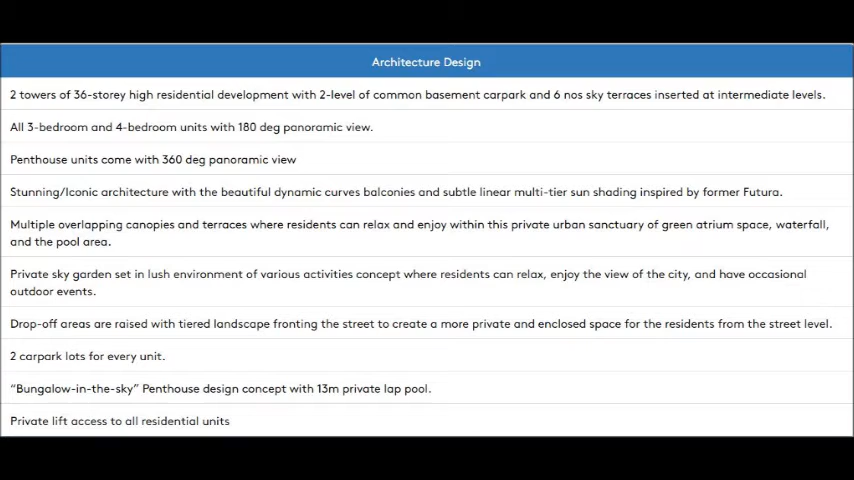 Architecture Design
2 towers of 36-storey high residential development with 2-level of common basement carpark and 6 nos sky terraces inserted at intermediate levels.
All 3-bedroom and 4-bedroom units with 180 deg panoramic view.
Penthouse units come with 360 deg panoramic view
Stunning/Iconic architecture with the beautiful dynamic curves balconies and subtle linear multi-tier sun shading inspired by former Futura.
Multiple overlapping canopies and terraces where residents can relax and enjoy within this private urban sanctuary of green atrium space, waterfall,
and the pool area.
Private sky garden set in lush environment of various activities concept where residents can relax, enjoy the view of the city, and have occasional
outdoor events.
Drop-off areas are raised with tiered landscape fronting the street to create a more private and enclosed space for the residents from the street level.
2 carpark lots for every unit.
“Bungalow-in-the-sky” Penthouse design concept with 13m private lap pool.
Private lift access to all residential units